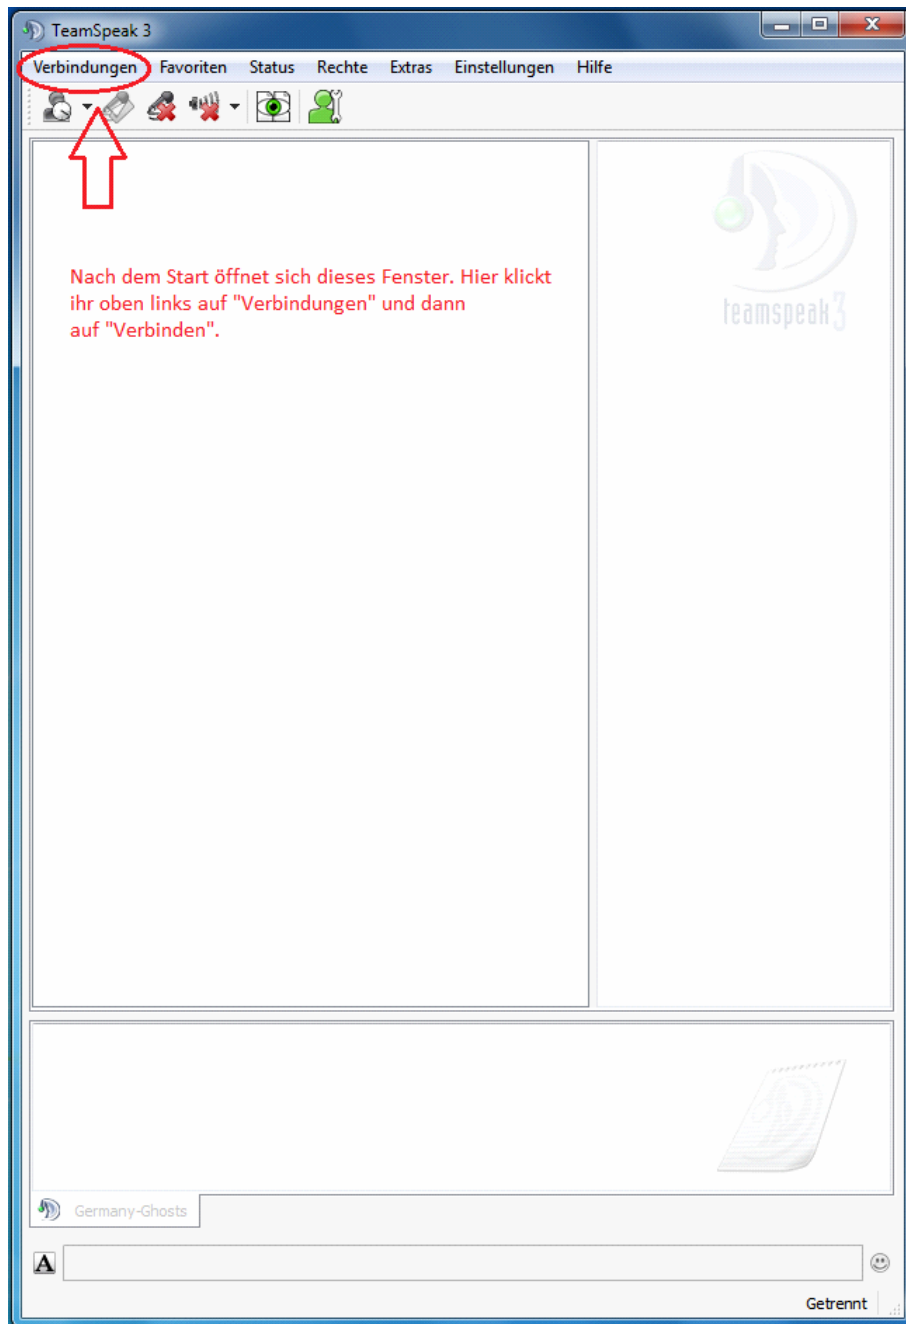 TeamSpeak 3
Verbindungen Favoriten Status Rechte Extras Einstellungen Hilfe
Nach dem Start öffnet sich dieses Fenster. Hier klickt
ihr oben links auf "Verbindungen" und dann
auf "Verbinden".
teamspeak 3
Germany-Ghosts
A
Getrennt